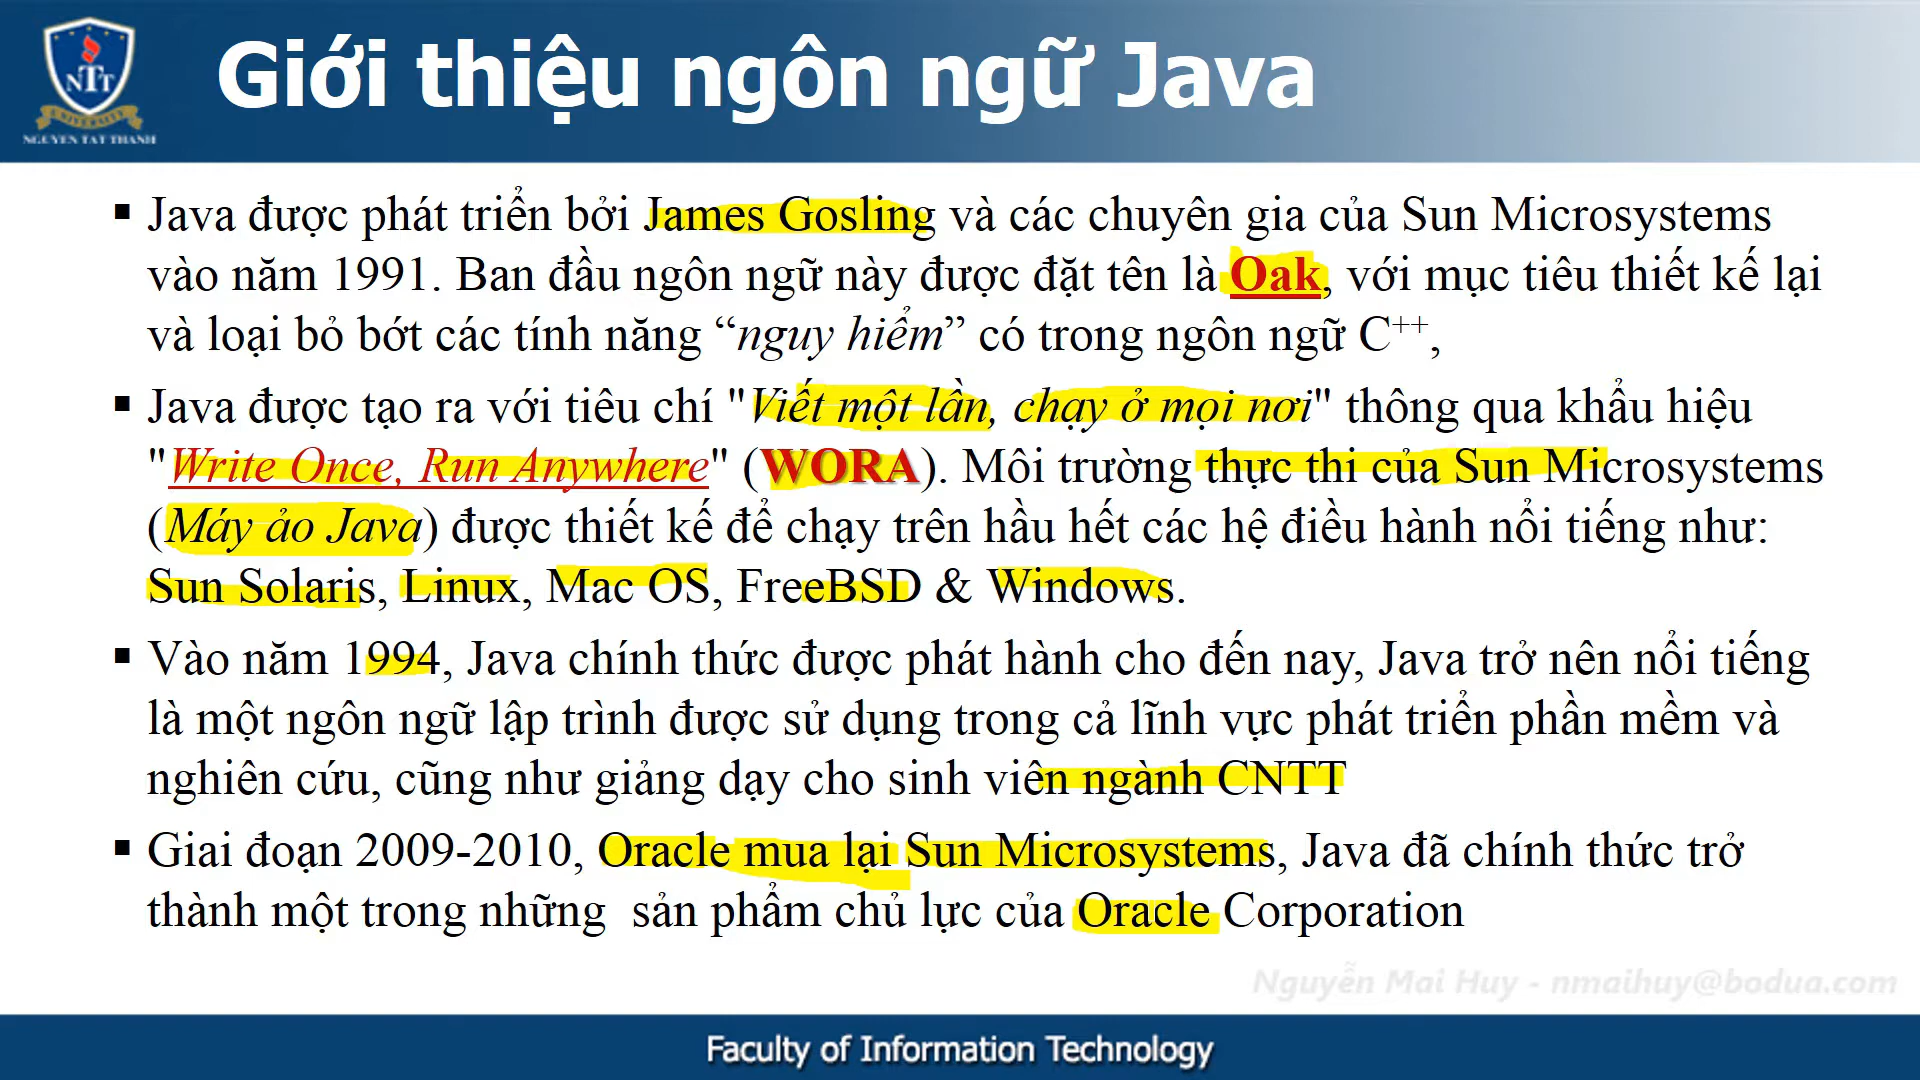 NTT
UNIVERSITY
NGUYEN TAT THANH
Giới thiệu ngôn ngữ Java
▪ Java được phát triển bởi James Gosling và các chuyên gia của Sun Microsystems
vào năm 1991. Ban đầu ngôn ngữ này được đặt tên là Oak, với mục tiêu thiết kế lại
và loại bỏ bớt các tính năng “nguy hiểm” có trong ngôn ngữ C++,
▪ Java được tạo ra với tiêu chí "Viết một lần, chạy ở mọi nơi" thông qua khẩu hiệu
"Write Once, Run Anywhere" (WORA). Môi trường thực thi của Sun Microsystems
(Máy ảo Java) được thiết kế để chạy trên hầu hết các hệ điều hành nổi tiếng như:
Sun Solaris, Linux, Mac OS, FreeBSD & Windows.
▪ Vào năm 1994, Java chính thức được phát hành cho đến nay, Java trở nên nổi tiếng
là một ngôn ngữ lập trình được sử dụng trong cả lĩnh vực phát triển phần mềm và
nghiên cứu, cũng như giảng dạy cho sinh viên ngành CNTT
▪ Giai đoạn 2009-2010, Oracle mua lại Sun Microsystems, Java đã chính thức trở
thành một trong những  sản phẩm chủ lực của Oracle Corporation
Nguyễn Mai Huy - nmaihuy@bodua.com
Faculty of Information Technology